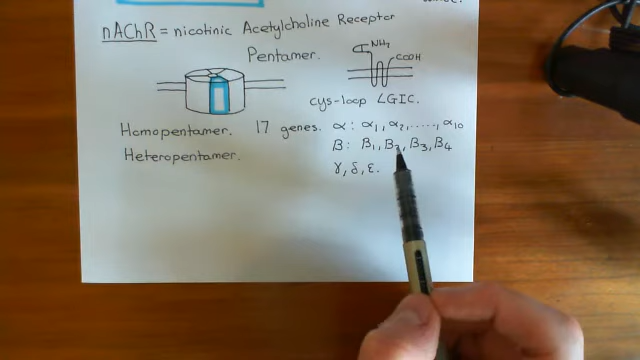 nAChR = nicotinic Acetylcholine Receptor
Pentamer.
NH₂
COOH
cys-loop LGIC.
Homopentamer. 17 genes. α: α₁, α₂, ....., α₁₀
Heteropentamer. β: β₁, β₂, β₃, β₄
γ, δ, ε.